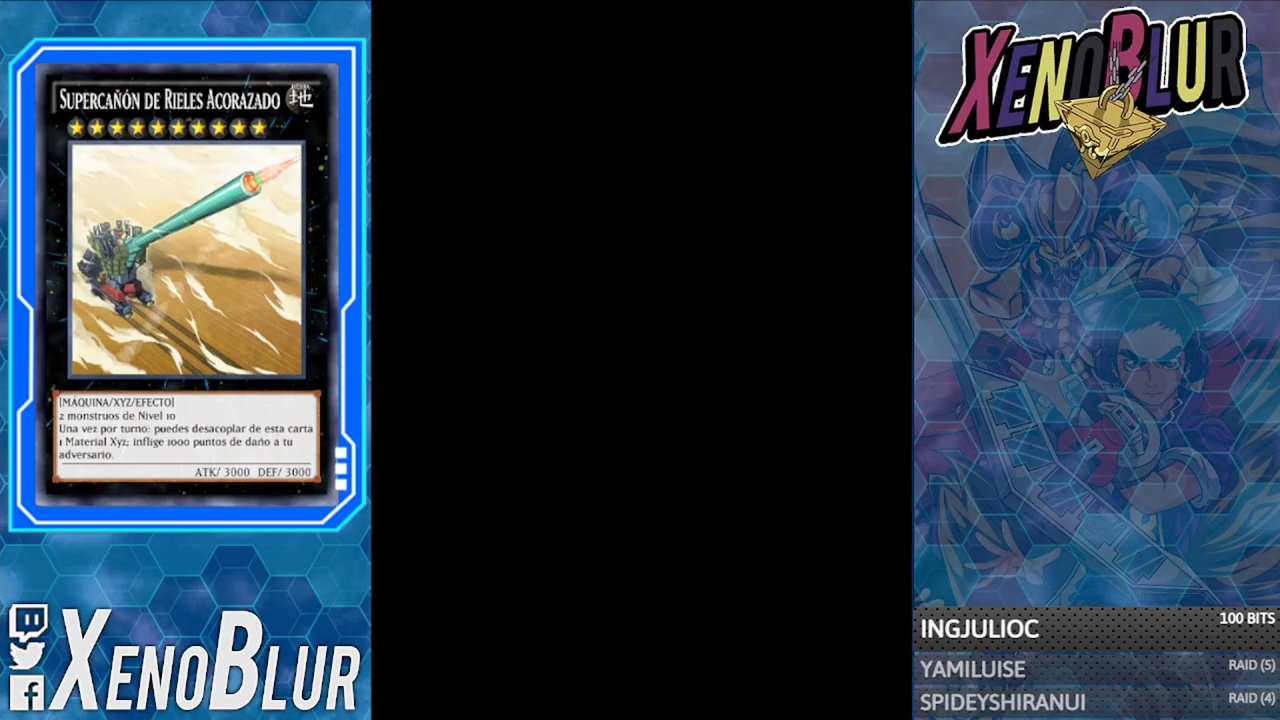 SUPERCAÑÓN DE RIELES ACORAZADO
地
[MÁQUINA/XYZ/EFECTO]
2 monstruos de Nivel 10
Una vez por turno: puedes desacoplar de esta carta
1 Material Xyz; inflige 1000 puntos de daño a tu
adversario.
ATK/ 3000 DEF/ 3000
XENOBLUR
XENOBLUR
INGJULIOC 100 BITS
YAMILUISE RAID (5)
SPIDEYSHIRANUI RAID (4)